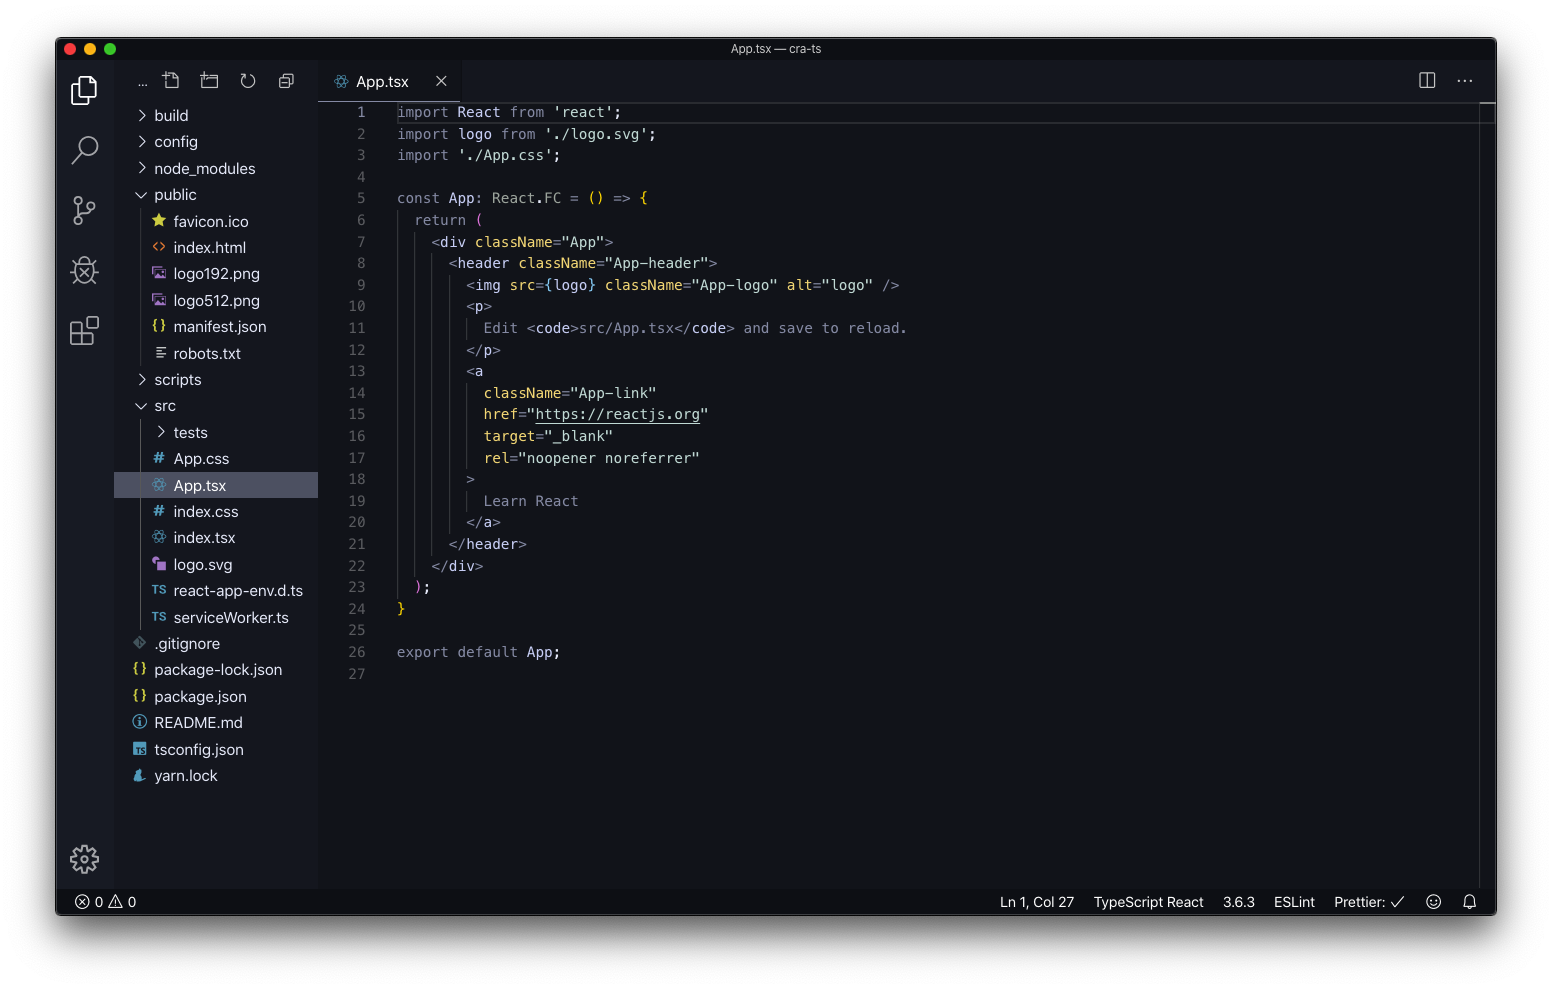 App.tsx — cra-ts
...
App.tsx
build
config
node_modules
public
favicon.ico
index.html
logo192.png
logo512.png
manifest.json
robots.txt
scripts
src
tests
App.css
App.tsx
index.css
index.tsx
logo.svg
TS react-app-env.d.ts
TS serviceWorker.ts
.gitignore
package-lock.json
package.json
README.md
TS tsconfig.json
yarn.lock
1 import React from 'react';
2 import logo from './logo.svg';
3 import './App.css';
4
5 const App: React.FC = () => {
6 return (
7 <div className="App">
8 <header className="App-header">
9 <img src={logo} className="App-logo" alt="logo" />
10 <p>
11 Edit <code>src/App.tsx</code> and save to reload.
12 </p>
13 <a
14 className="App-link"
15 href="https://reactjs.org"
16 target="_blank"
17 rel="noopener noreferrer"
18 >
19 Learn React
20 </a>
21 </header>
22 </div>
23 );
24 }
25
26 export default App;
27
0 0 Ln 1, Col 27 TypeScript React 3.6.3 ESLint Prettier: ✓